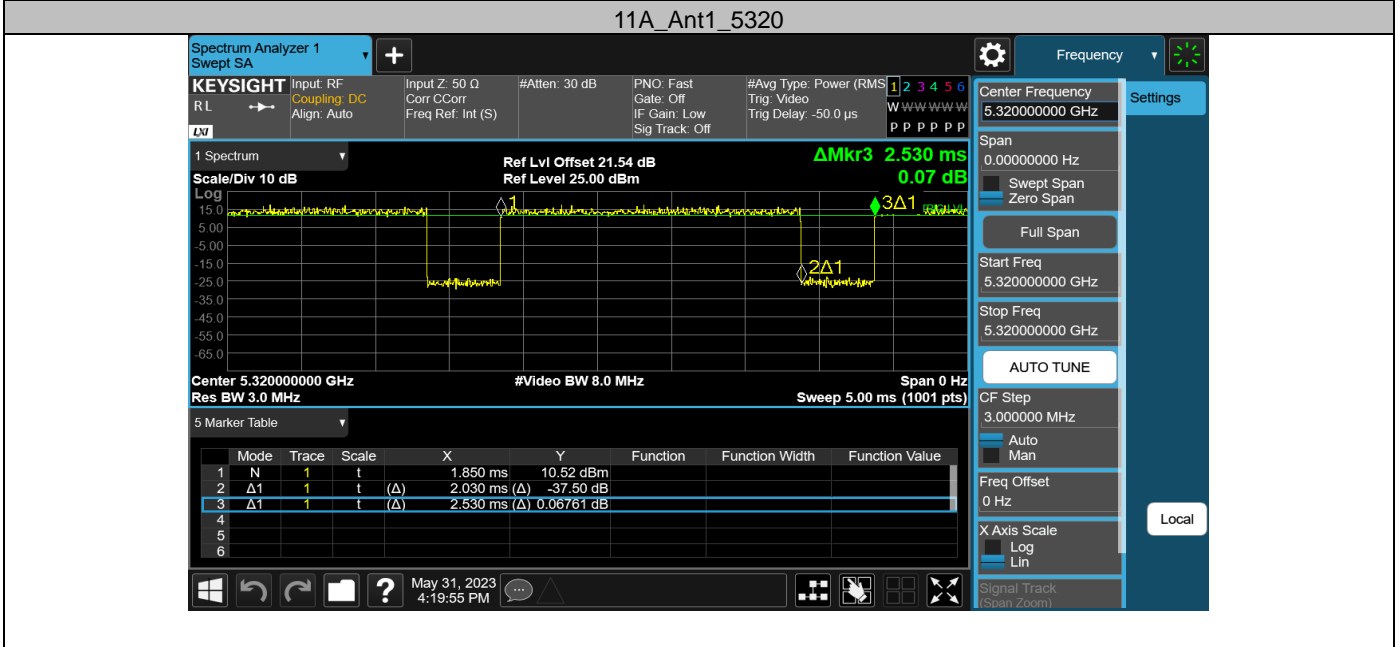 11A_Ant1_5320
Spectrum Analyzer 1
Swept SA
Frequency
KEYSIGHT
R L
LXI
Input: RF
Coupling: DC
Align: Auto
Input Z: 50 Ω
Corr CCorr
Freq Ref: Int (S)
#Atten: 30 dB
PNO: Fast
Gate: Off
IF Gain: Low
Sig Track: Off
#Avg Type: Power (RMS
Trig: Video
Trig Delay: -50.0 μs
1 2 3 4 5 6
W W W W W W
P P P P P P
1 Spectrum
Scale/Div 10 dB
Ref Lvl Offset 21.54 dB
Ref Level 25.00 dBm
ΔMkr3 2.530 ms
0.07 dB
Log
15.0
5.00
-5.00
-15.0
-25.0
-35.0
-45.0
-55.0
-65.0
1
2Δ1
3Δ1
Center 5.320000000 GHz
#Video BW 8.0 MHz
Span 0 Hz
Res BW 3.0 MHz
Sweep 5.00 ms (1001 pts)
5 Marker Table
Mode Trace Scale X Y Function Function Width Function Value
1 N 1 t 1.850 ms 10.52 dBm
2 Δ1 1 t (Δ) 2.030 ms (Δ) -37.50 dB
3 Δ1 1 t (Δ) 2.530 ms (Δ) 0.06761 dB
4
5
6
May 31, 2023
4:19:55 PM
Center Frequency
5.320000000 GHz
Settings
Span
0.00000000 Hz
Swept Span
Zero Span
Full Span
Start Freq
5.320000000 GHz
Stop Freq
5.320000000 GHz
AUTO TUNE
CF Step
3.000000 MHz
Auto
Man
Freq Offset
0 Hz
X Axis Scale
Log
Lin
Local
Signal Track
(Span Zoom)